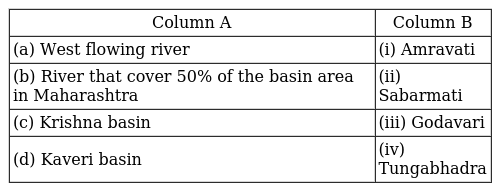 Column A Column B
(a) West flowing river (i) Amravati
(b) River that cover 50% of the basin area
in Maharashtra
(ii)
Sabarmati
(c) Krishna basin (iii) Godavari
(d) Kaveri basin
(iv)
Tungabhadra